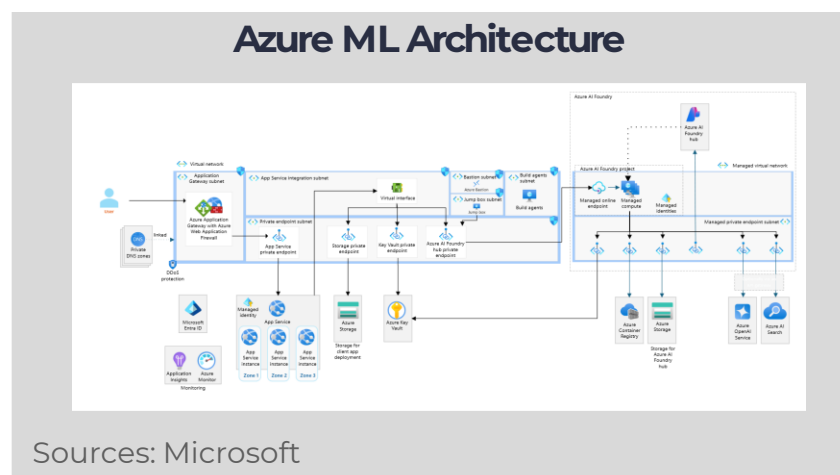 Azure ML Architecture
Azure AI Foundry
Azure AI
Foundry
hub
Virtual network
Managed virtual network
Application
Gateway subnet
App Service Integration subnet
Bastion subnet
Azure Bastion
Build agents
subnet
Build agents
Jump box subnet
Jump box
Azure AI Foundry project
Managed online
endpoint
Managed
compute
Managed
Identities
Virtual interface
User
Azure Application
Gateway with Azure
Web Application
Firewall
Private endpoint subnet
Managed private endpoint subnet
App Service
private endpoint
Storage private
endpoint
Key Vault private
endpoint
Azure AI Foundry
hub private
endpoint
DNS
Private
DNS zones
linked
DDoS
protection
Microsoft
Entra ID
Managed
Identity
App Service
App
Service
Instance
Zone 1
App
Service
Instance
Zone 2
App
Service
Instance
Zone 3
Azure
Storage
Storage for
client app
deployment
Azure Key
Vault
Azure
Container
Registry
Azure
Storage
Storage for
Azure AI
Foundry
hub
Azure
OpenAI
Service
Azure AI
Search
Application
Insights
Azure
Monitor
Monitoring
Sources: Microsoft